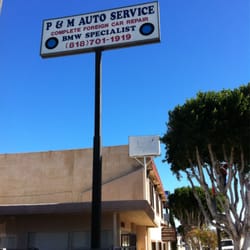 P & M AUTO SERVICE
COMPLETE FOREIGN CAR REPAIR
BMW SPECIALIST
(818) 701-1919